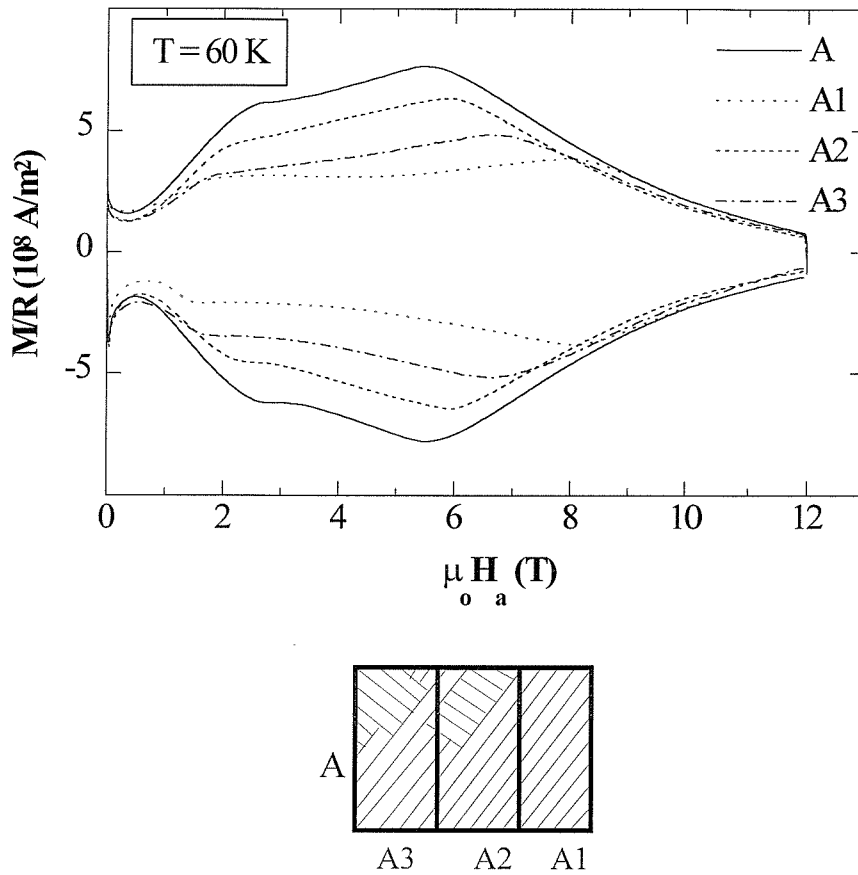 T = 60 K
A
A1
A2
A3
5
0
-5
M/R (10⁸ A/m²)
0 2 4 6 8 10 12
μₒHₐ (T)
A
A3 A2 A1